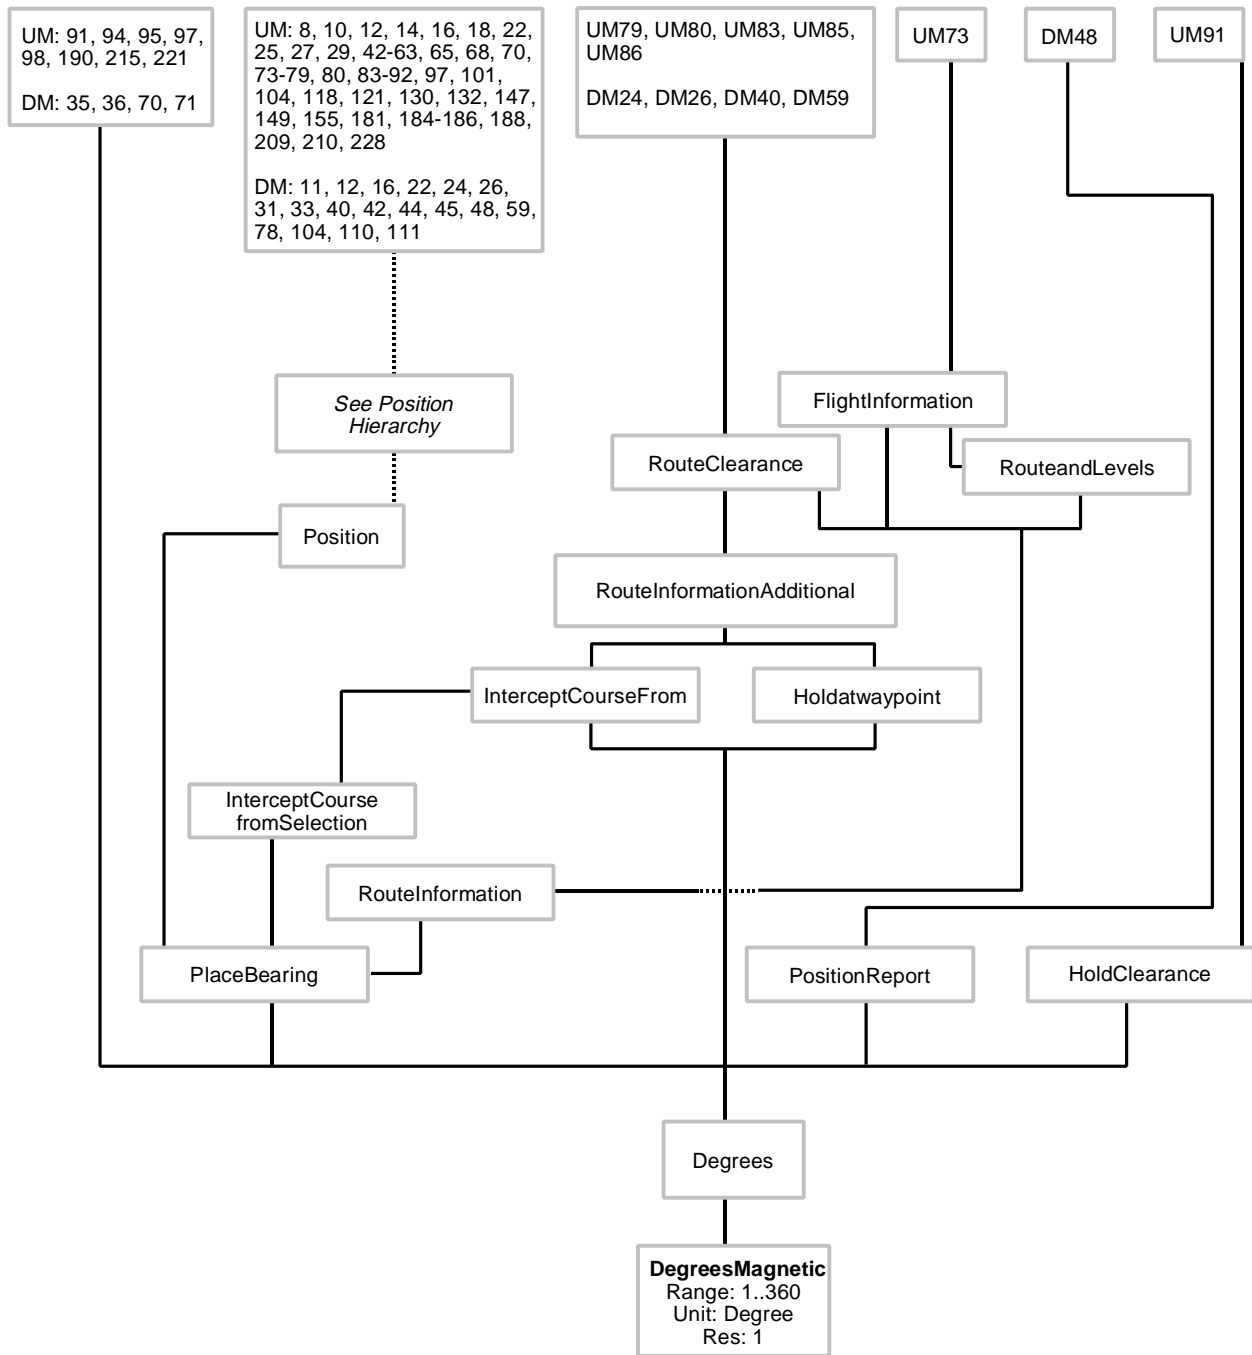 UM: 91, 94, 95, 97,
98, 190, 215, 221
DM: 35, 36, 70, 71
UM: 8, 10, 12, 14, 16, 18, 22,
25, 27, 29, 42-63, 65, 68, 70,
73-79, 80, 83-92, 97, 101,
104, 118, 121, 130, 132, 147,
149, 155, 181, 184-186, 188,
209, 210, 228
DM: 11, 12, 16, 22, 24, 26,
31, 33, 40, 42, 44, 45, 48, 59,
78, 104, 110, 111
UM79, UM80, UM83, UM85,
UM86
DM24, DM26, DM40, DM59
UM73
DM48
UM91
See Position
Hierarchy
FlightInformation
RouteClearance
RouteandLevels
Position
RouteInformationAdditional
InterceptCourseFrom
Holdatwaypoint
InterceptCourse
fromSelection
RouteInformation
PlaceBearing
PositionReport
HoldClearance
Degrees
DegreesMagnetic
Range: 1..360
Unit: Degree
Res: 1